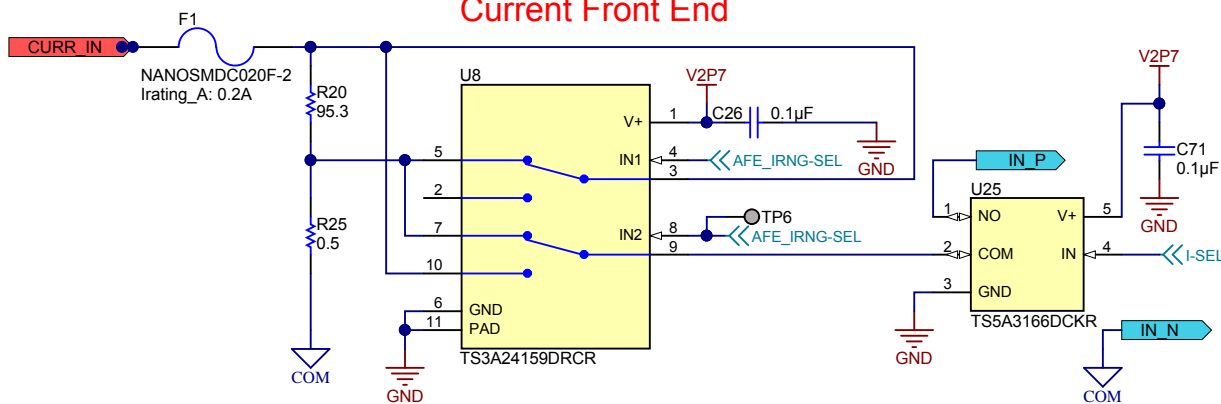 Current Front End
CURR_IN
F1
NANOSMDC020F-2
Irating_A: 0.2A
R20
95.3
R25
0.5
COM
U8
5
2
7
10
6
11
V+
IN1
IN2
GND
PAD
1
4
3
8
9
TS3A24159DRCR
GND
V2P7
C26
0.1µF
GND
AFE_IRNG-SEL
TP6
AFE_IRNG-SEL
IN_P
U25
1
NO
V+
5
2
COM
IN
4
3
GND
TS5A3166DCKR
GND
V2P7
C71
0.1µF
GND
I-SEL
IN_N
COM